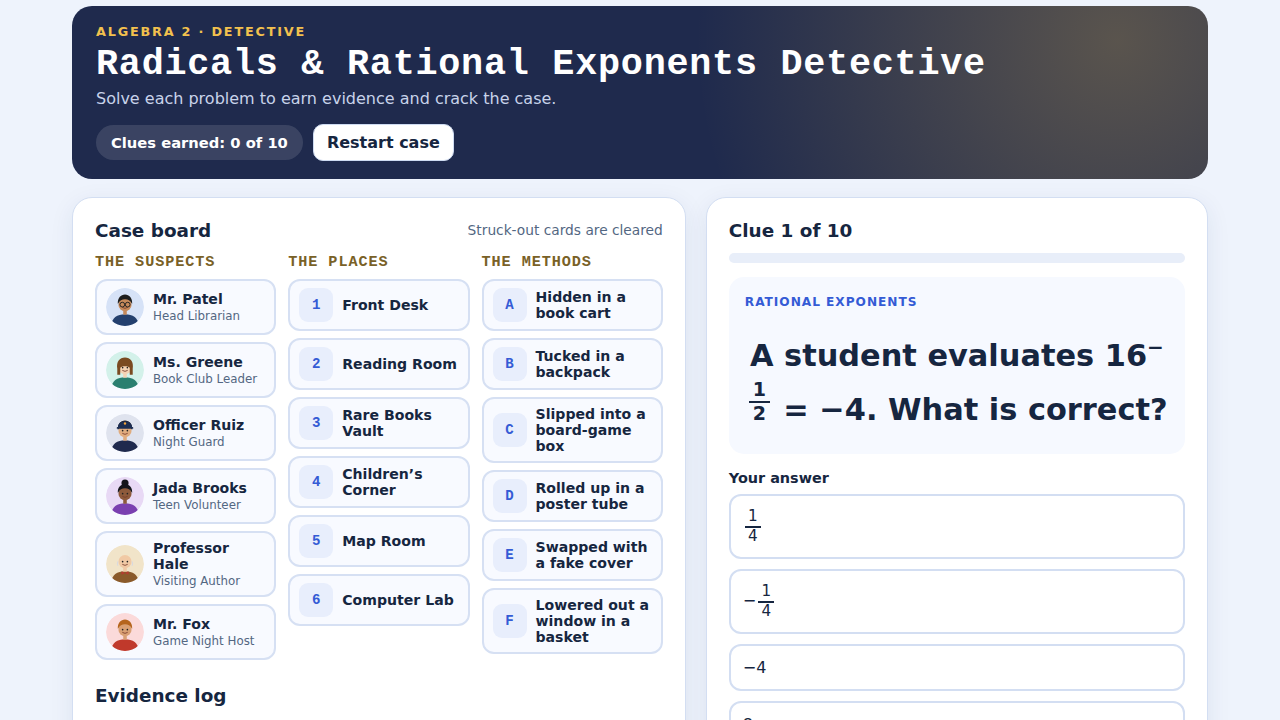 ALGEBRA 2 · DETECTIVE
Radicals & Rational Exponents Detective
Solve each problem to earn evidence and crack the case.
Clues earned: 0 of 10
Restart case
Case board
Struck-out cards are cleared
THE SUSPECTS
Mr. Patel
Head Librarian
Ms. Greene
Book Club Leader
Officer Ruiz
Night Guard
Jada Brooks
Teen Volunteer
Professor
Hale
Visiting Author
Mr. Fox
Game Night Host
THE PLACES
1 Front Desk
2 Reading Room
3 Rare Books
Vault
4 Children’s
Corner
5 Map Room
6 Computer Lab
THE METHODS
A Hidden in a
book cart
B Tucked in a
backpack
C Slipped into a
board-game
box
D Rolled up in a
poster tube
E Swapped with
a fake cover
F Lowered out a
window in a
basket
Evidence log
Clue 1 of 10
RATIONAL EXPONENTS
A student evaluates 16⁻
1/2 = −4. What is correct?
Your answer
1/4
−1/4
−4